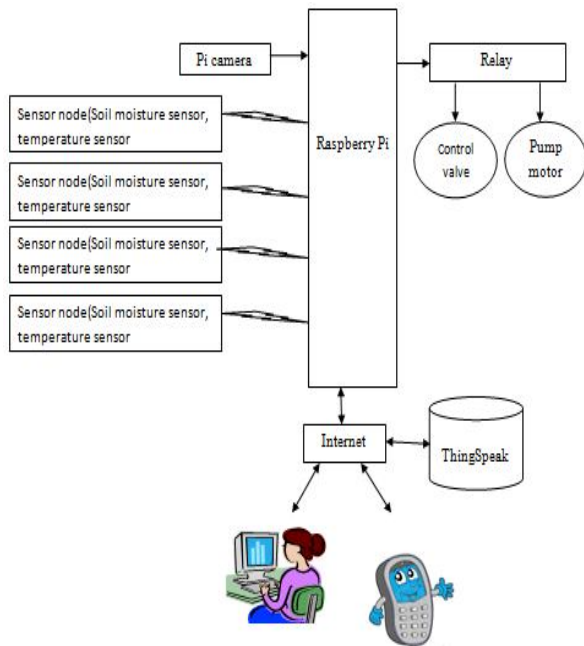 Pi camera
Relay
Raspberry Pi
Sensor node(Soil moisture sensor,
temperature sensor
Control
valve
Pump
motor
Sensor node(Soil moisture sensor,
temperature sensor
Sensor node(Soil moisture sensor,
temperature sensor
Sensor node(Soil moisture sensor,
temperature sensor
Internet
ThingSpeak